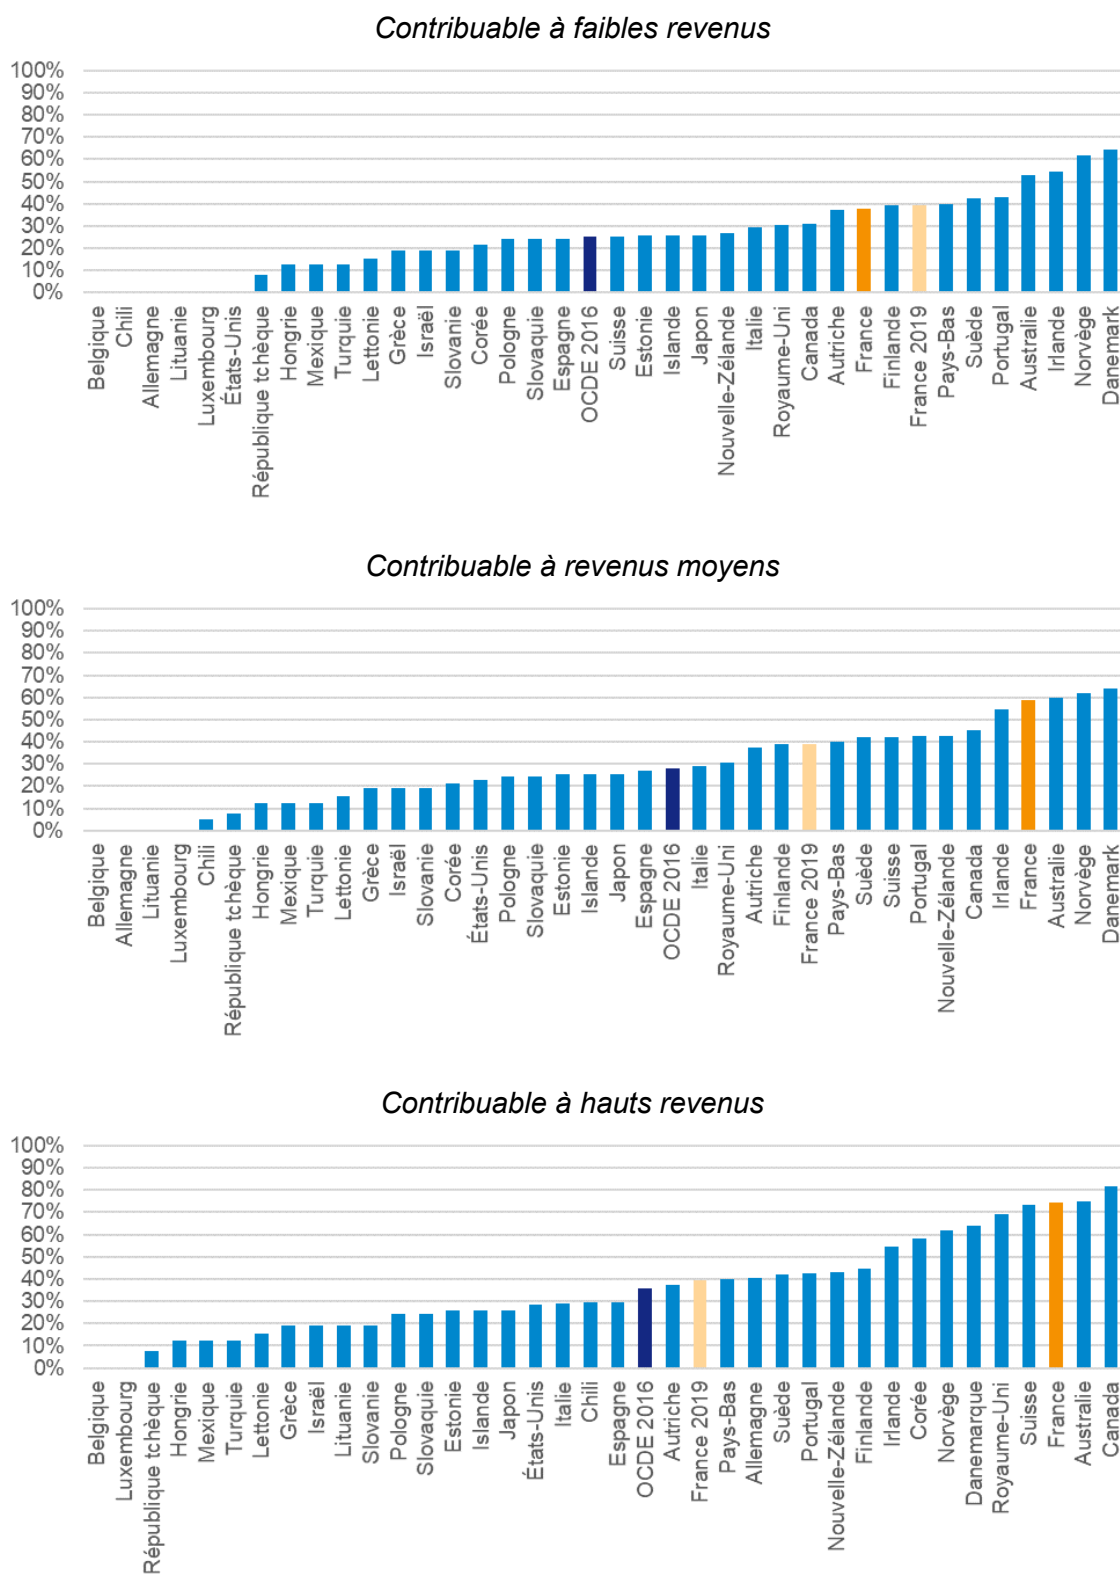 Contribuable à faibles revenus
100%
90%
80%
70%
60%
50%
40%
30%
20%
10%
0%
Belgique
Chili
Allemagne
Lituanie
Luxembourg
États-Unis
République tchèque
Hongrie
Mexique
Turquie
Lettonie
Grèce
Israël
Slovanie
Corée
Pologne
Slovaquie
Espagne
OCDE 2016
Suisse
Estonie
Islande
Japon
Nouvelle-Zélande
Italie
Royaume-Uni
Canada
Autriche
France
Finlande
France 2019
Pays-Bas
Suède
Portugal
Australie
Irlande
Norvège
Danemark
Contribuable à revenus moyens
100%
90%
80%
70%
60%
50%
40%
30%
20%
10%
0%
Belgique
Allemagne
Lituanie
Luxembourg
Chili
République tchèque
Hongrie
Mexique
Turquie
Lettonie
Grèce
Israël
Slovanie
Corée
États-Unis
Pologne
Slovaquie
Estonie
Islande
Japon
Espagne
OCDE 2016
Italie
Royaume-Uni
Autriche
Finlande
France 2019
Pays-Bas
Suède
Suisse
Portugal
Nouvelle-Zélande
Canada
Irlande
France
Australie
Norvège
Danemark
Contribuable à hauts revenus
100%
90%
80%
70%
60%
50%
40%
30%
20%
10%
0%
Belgique
Luxembourg
République tchèque
Hongrie
Mexique
Turquie
Lettonie
Grèce
Israël
Lituanie
Slovanie
Pologne
Slovaquie
Estonie
Islande
Japon
États-Unis
Italie
Chili
Espagne
OCDE 2016
Autriche
France -2019
Pays-Bas
Allemagne
Suède
Portugal
Nouvelle-Zélande
Finlande
Irlande
Corée
Norvège
Danemarque
Royaume-Uni
Suisse
France
Australie
Canada